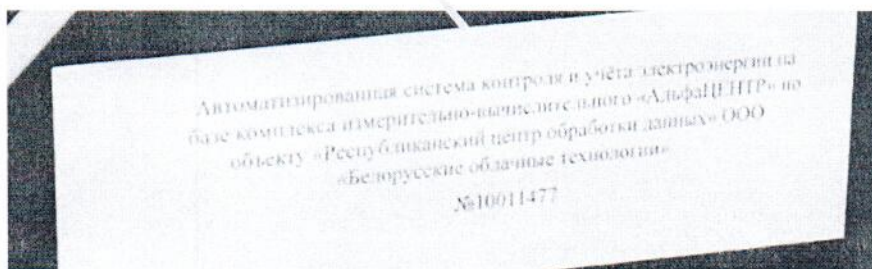 Автоматизированная система контроля и учёта электроэнергии на
базе комплекса измерительно-вычислительного «АльфаЦЕНТР» по
объекту «Республиканский центр обработки данных» ООО
«Белорусские облачные технологии»
№10011477